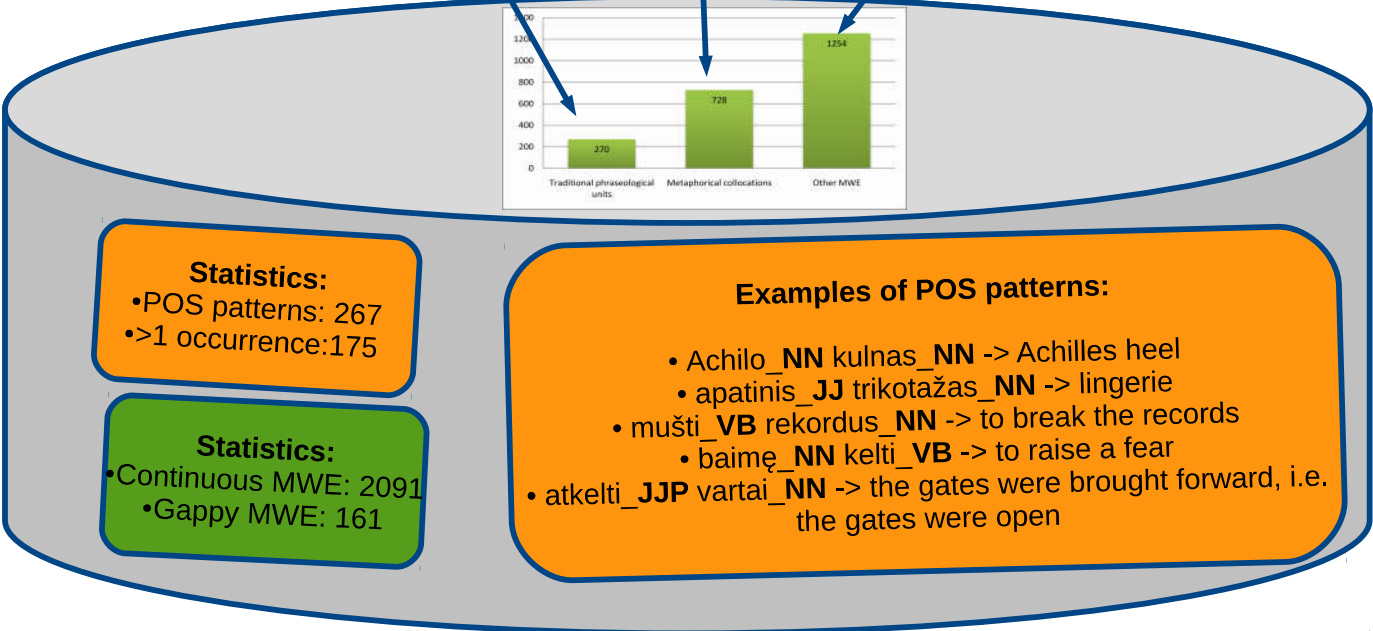 1400
1200
1000
800
600
400
200
0
1254
728
270
Traditional phraseological
units
Metaphorical collocations
Other MWE
Statistics:
•POS patterns: 267
•>1 occurrence:175
Statistics:
•Continuous MWE: 2091
•Gappy MWE: 161
Examples of POS patterns:
• Achilo_NN kulnas_NN -> Achilles heel
• apatinis_JJ trikotažas_NN -> lingerie
• mušti_VB rekordus_NN -> to break the records
• baimę_NN kelti_VB -> to raise a fear
• atkelti_JJP vartai_NN -> the gates were brought forward, i.e.
the gates were open